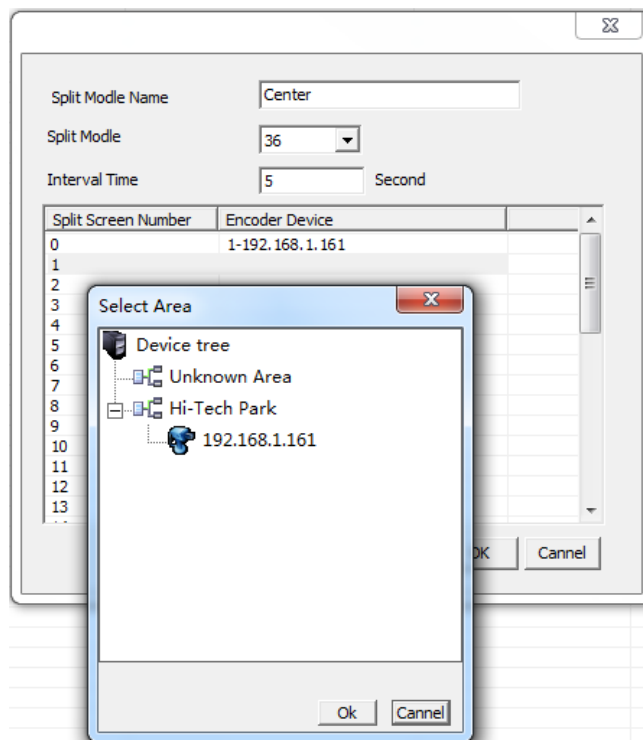 Split Modle Name Center
Split Modle 36
Interval Time 5 Second
Split Screen Number Encoder Device
0 1-192.168.1.161
1
2
3
4
5
6
7
8
9
10
11
12
13
Select Area
Device tree
Unknown Area
Hi-Tech Park
192.168.1.161
OK Cannel
Ok Cannel